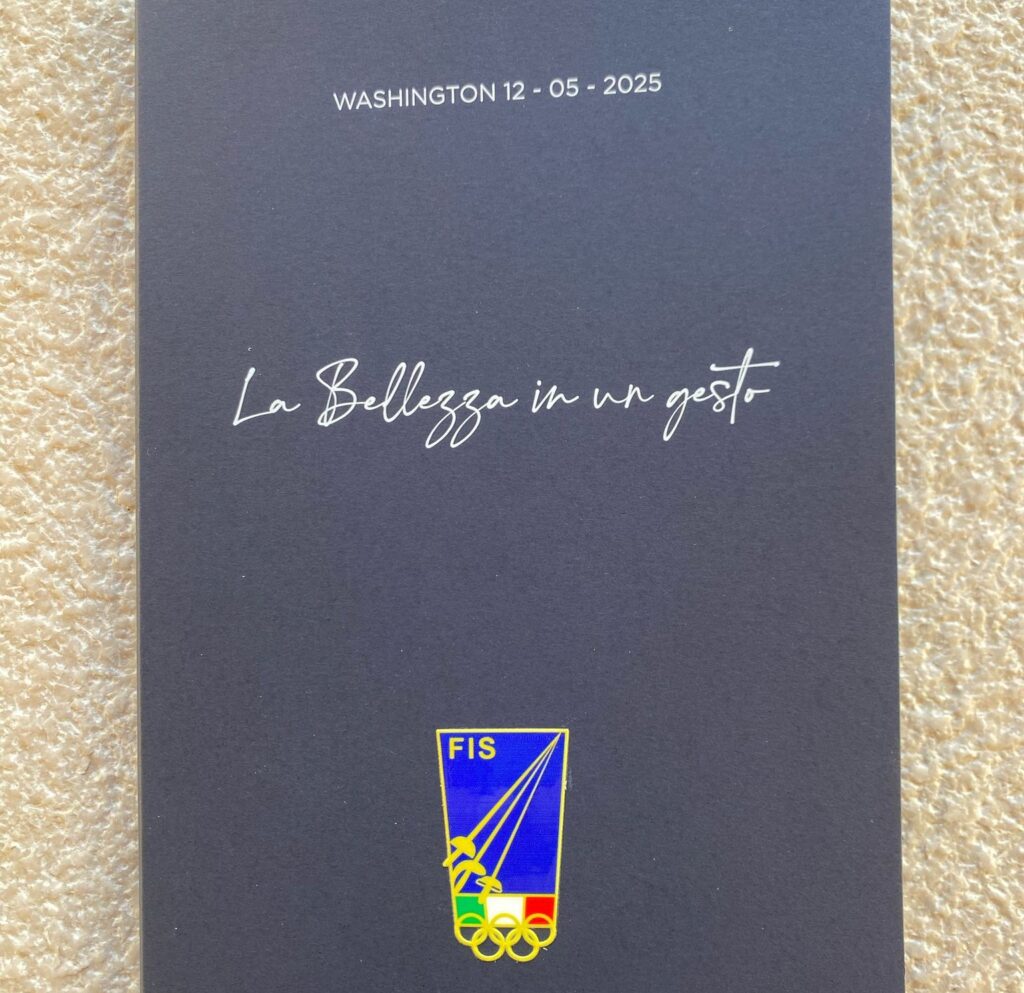 WASHINGTON 12 - 05 - 2025
La Bellezza in un gesto
FIS